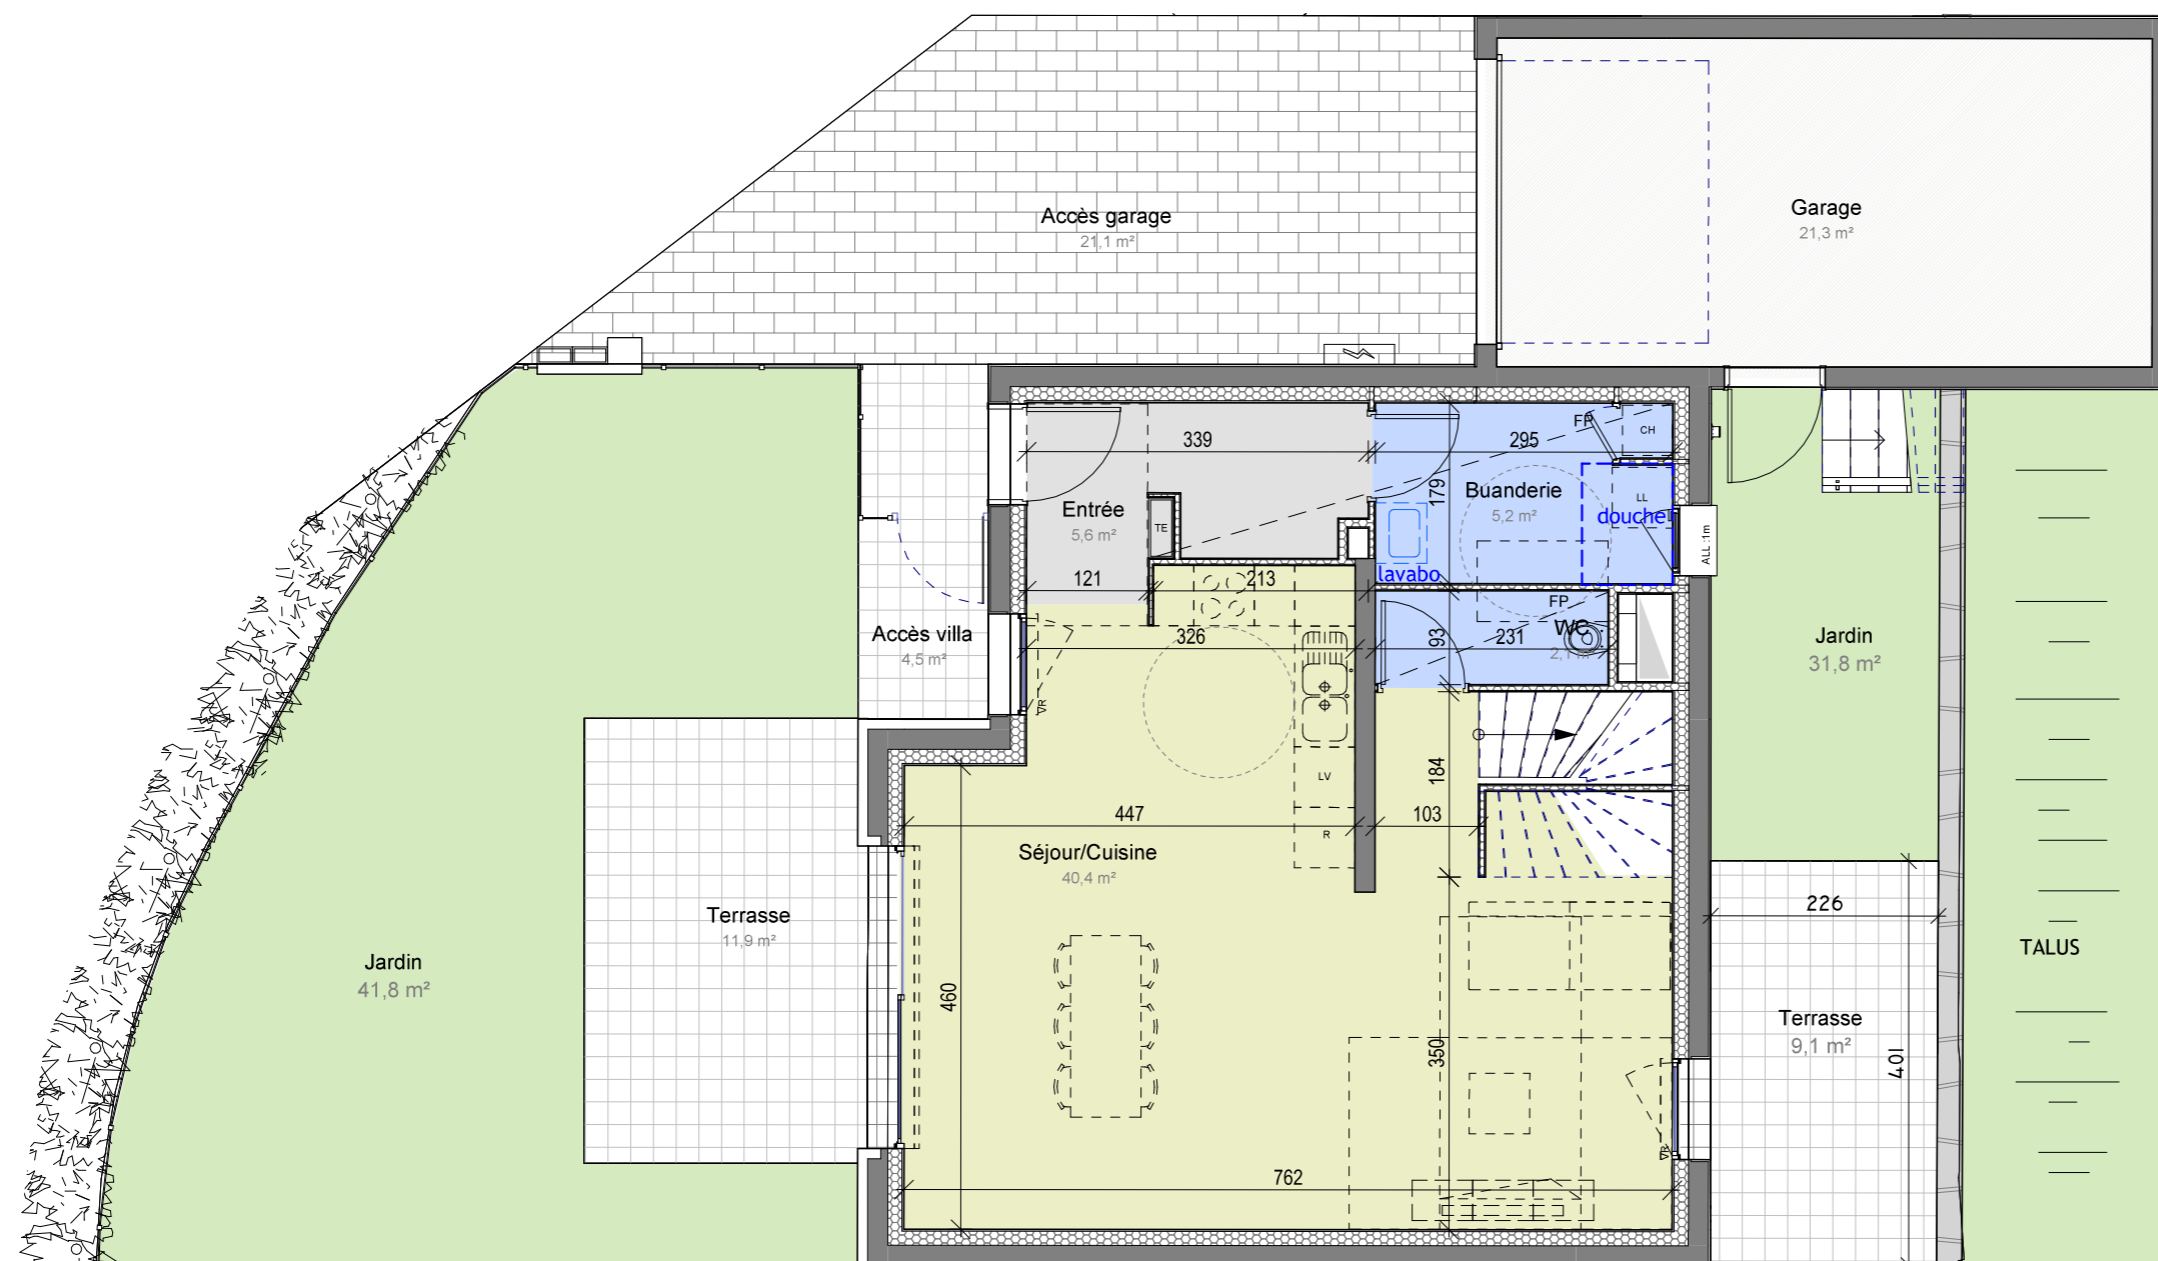 Accès garage
21,1 m²
Garage
21,3 m²
339
295
FP
CH
Entrée
5,6 m²
TE
179
Buanderie
5,2 m²
LL
douche
ALL :1m
lavabo
121
213
FP
Accès villa
4,5 m²
326
93
231
WC
Jardin
31,8 m²
VR
184
LV
447
103
R
Séjour/Cuisine
40,4 m²
Terrasse
11,9 m²
226
TALUS
Jardin
41,8 m²
460
350
Terrasse
9,1 m²
401
VR
762